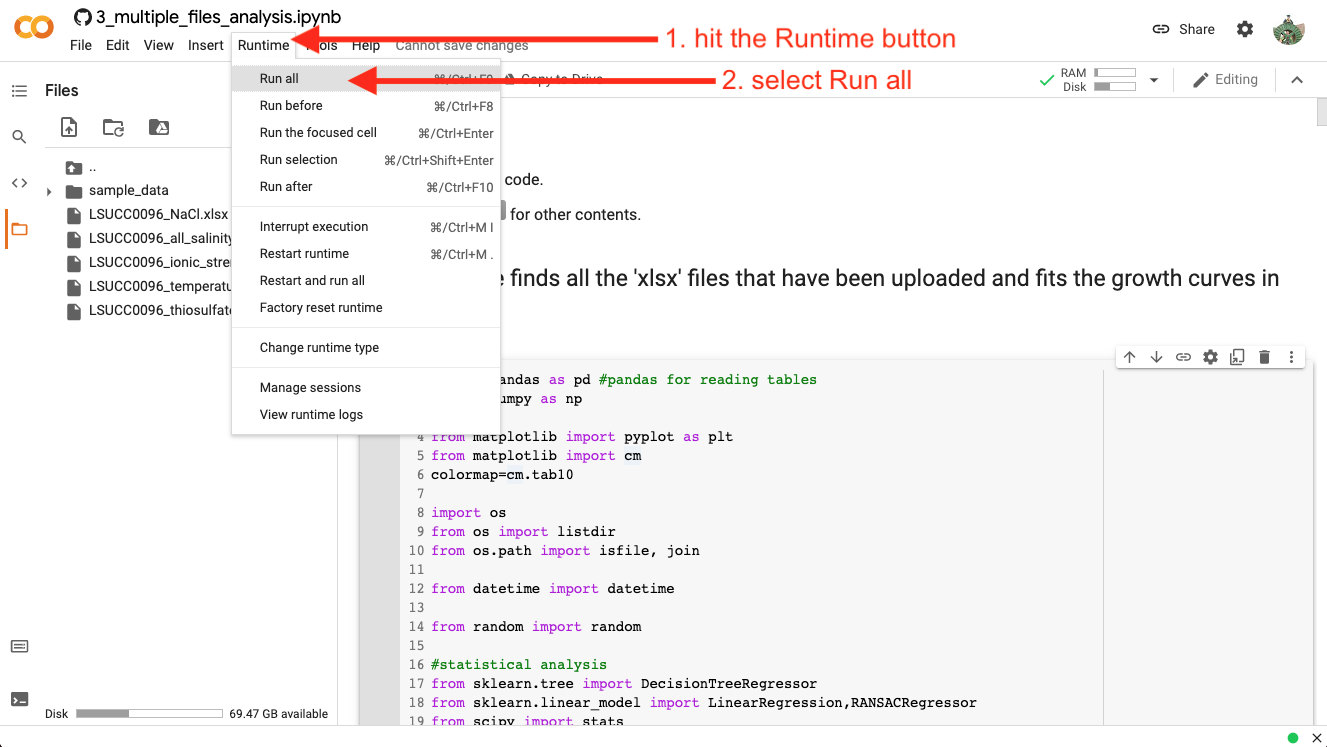 3_multiple_files_analysis.ipynb
File Edit View Insert Runtime Tools Help Cannot save changes
1. hit the Runtime button
Share
Run all ⌘/Ctrl+F9
Copy to Drive
2. select Run all
RAM
Disk
Editing
Files
Run before ⌘/Ctrl+F8
Run the focused cell ⌘/Ctrl+Enter
Run selection ⌘/Ctrl+Shift+Enter
Run after ⌘/Ctrl+F10
Interrupt execution ⌘/Ctrl+M I
Restart runtime ⌘/Ctrl+M .
Restart and run all
Factory reset runtime
Change runtime type
Manage sessions
View runtime logs
..
sample_data
LSUCC0096_NaCl.xlsx
LSUCC0096_all_salinity
LSUCC0096_ionic_stre
LSUCC0096_temperatu
LSUCC0096_thiosulfat
code.
for other contents.
finds all the 'xlsx' files that have been uploaded and fits the growth curves in
andas as pd #pandas for reading tables
umpy as np
4 from matplotlib import pyplot as plt
5 from matplotlib import cm
6 colormap=cm.tab10
7
8 import os
9 from os import listdir
10 from os.path import isfile, join
11
12 from datetime import datetime
13
14 from random import random
15
16 #statistical analysis
17 from sklearn.tree import DecisionTreeRegressor
18 from sklearn.linear_model import LinearRegression,RANSACRegressor
19 from scipy import stats
Disk 69.47 GB available